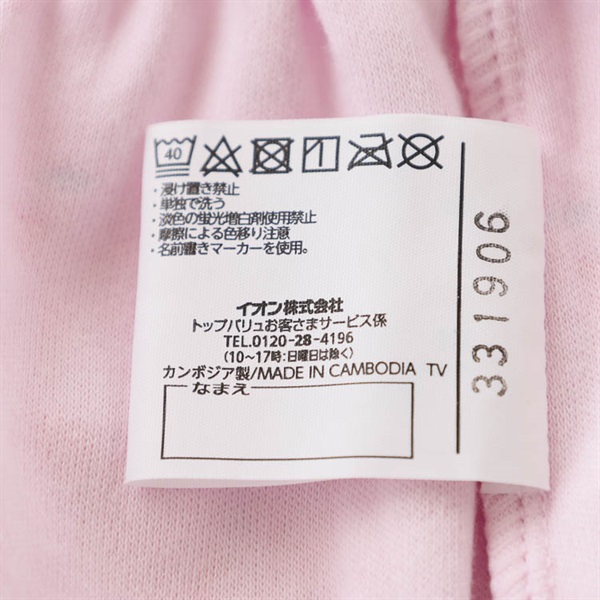 40
・浸け置き禁止
・単独で洗う
・淡色の蛍光増白剤使用禁止
・摩擦による色移り注意
・名前書きマーカーを使用。
イオン株式会社
トップバリュお客さまサービス係
TEL.0120-28-4196
(10~17時:日曜日は除く)
カンボジア製/MADE IN CAMBODIA TV
なまえ
331906